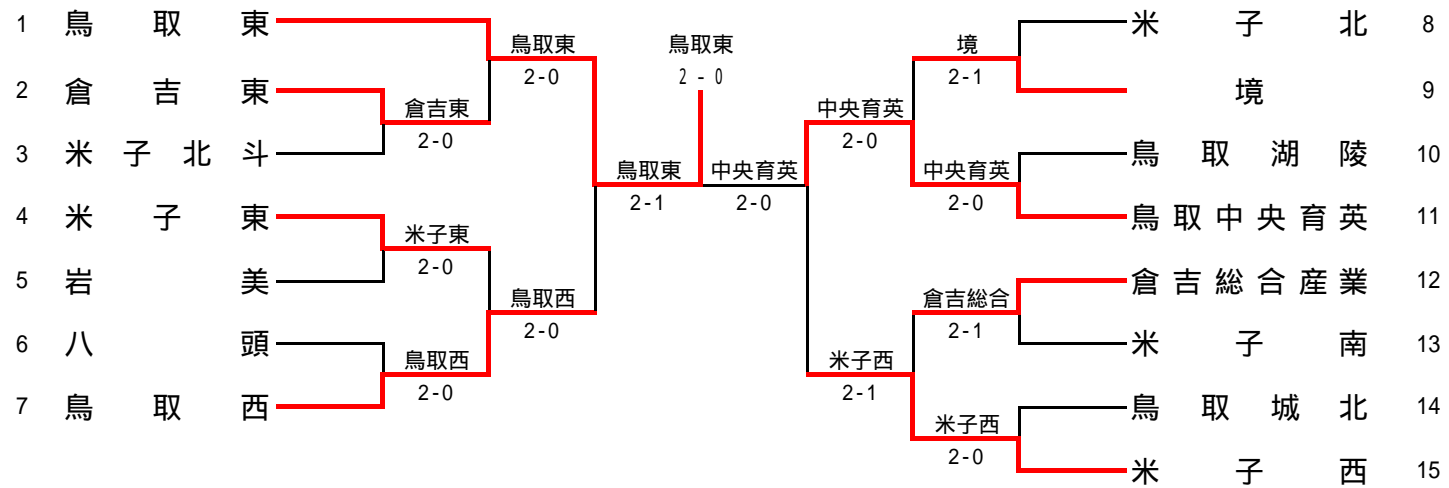 1 鳥取東
鳥取東
2-0
2 倉吉東
倉吉東
2-0
3 米子北斗
鳥取東
2-1
4 米子東
米子東
2-0
5 岩美
鳥取西
2-0
6 八頭
鳥取西
2-0
7 鳥取西
鳥取東
2-0
中央育英
2-0
米子北 8
境
2-1
境 9
中央育英
2-0
鳥取湖陵 10
中央育英
2-0
鳥取中央育英 11
倉吉総合産業 12
倉吉総合
2-1
米子南 13
米子西
2-1
鳥取城北 14
米子西
2-0
米子西 15